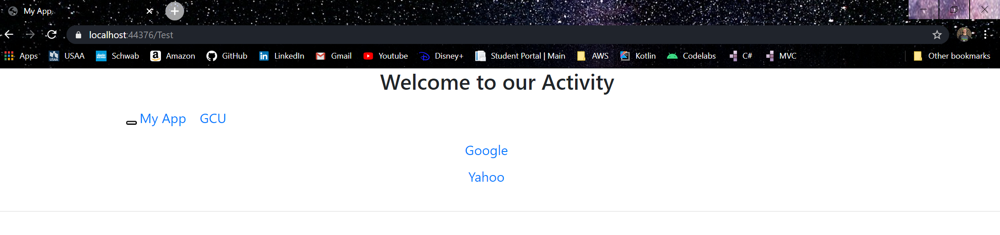 My App
localhost:44376/Test
Apps USAA Schwab Amazon GitHub LinkedIn Gmail Youtube Disney+ Student Portal | Main AWS Kotlin Codelabs C# MVC Other bookmarks
Welcome to our Activity
My App GCU
Google
Yahoo